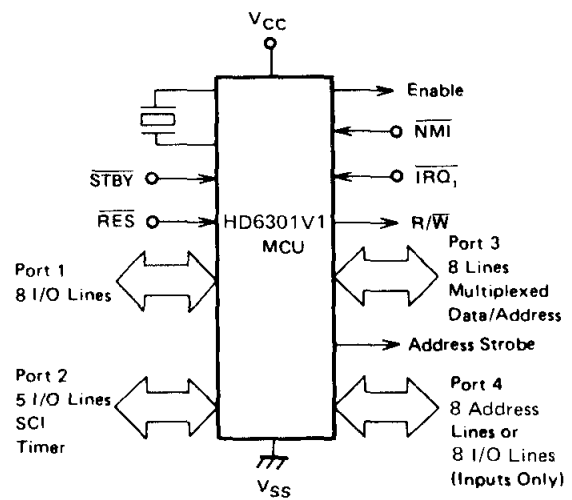 VCC
Enable
NMI
STBY
IRQ1
RES
HD6301V1
MCU
R/W
Port 1
8 I/O Lines
Port 3
8 Lines
Multiplexed
Data/Address
Address Strobe
Port 2
5 I/O Lines
SCI
Timer
Port 4
8 Address
Lines or
8 I/O Lines
(Inputs Only)
VSS